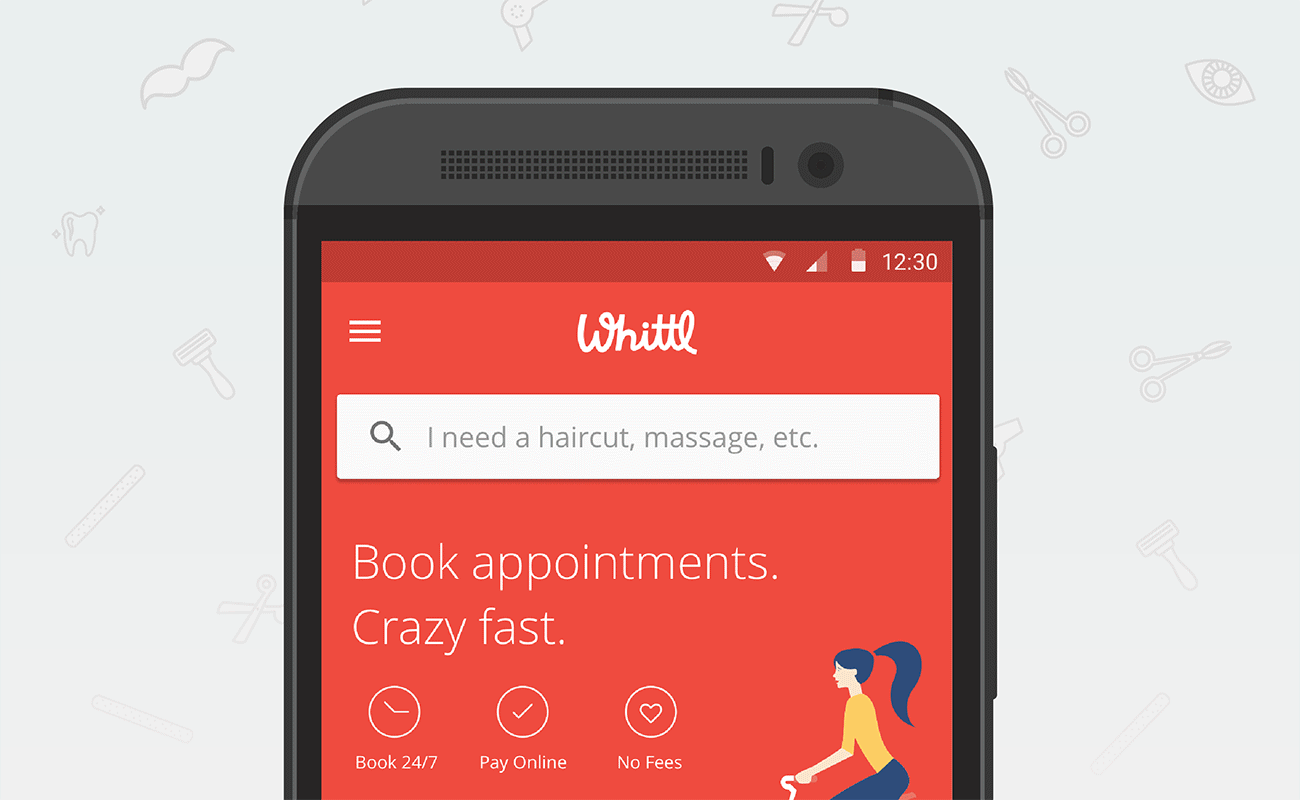 12:30
Whittl
I need a haircut, massage, etc.
Book appointments.
Crazy fast.
Book 24/7 Pay Online No Fees